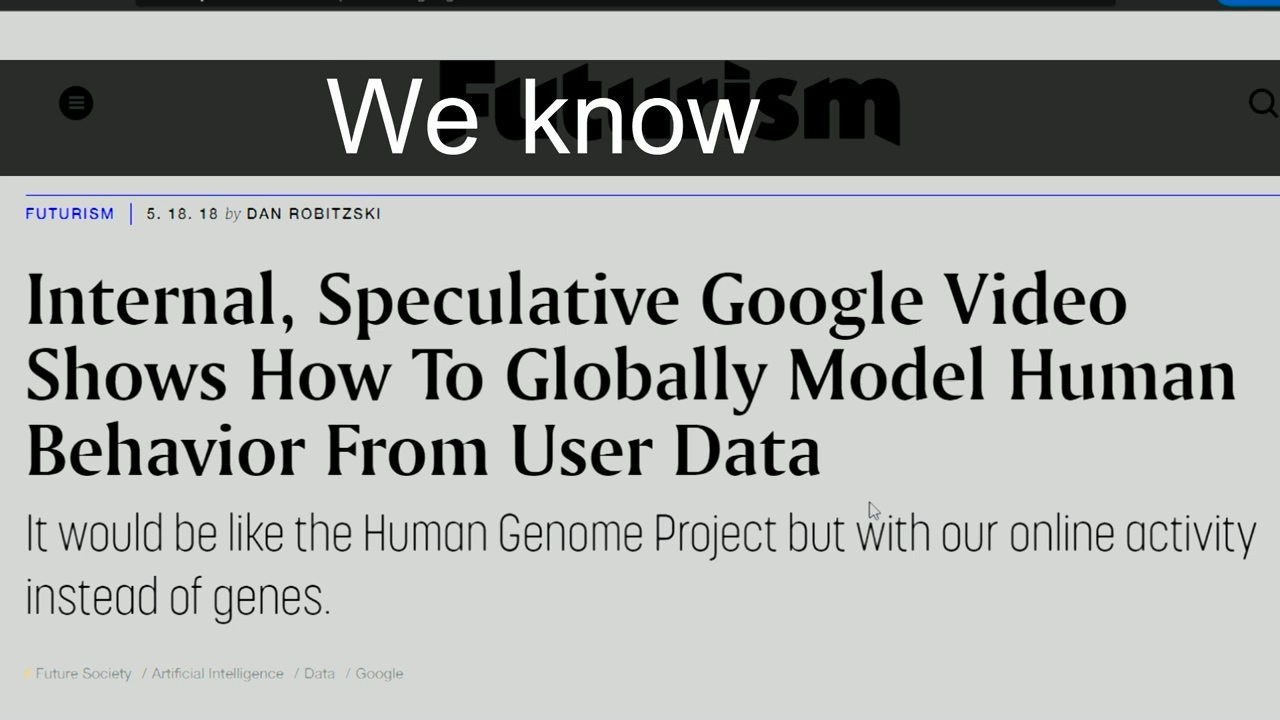 Futurism
We know
FUTURISM | 5. 18. 18 by DAN ROBITZSKI
Internal, Speculative Google Video
Shows How To Globally Model Human
Behavior From User Data
It would be like the Human Genome Project but with our online activity
instead of genes.
/ Future Society / Artificial Intelligence / Data / Google